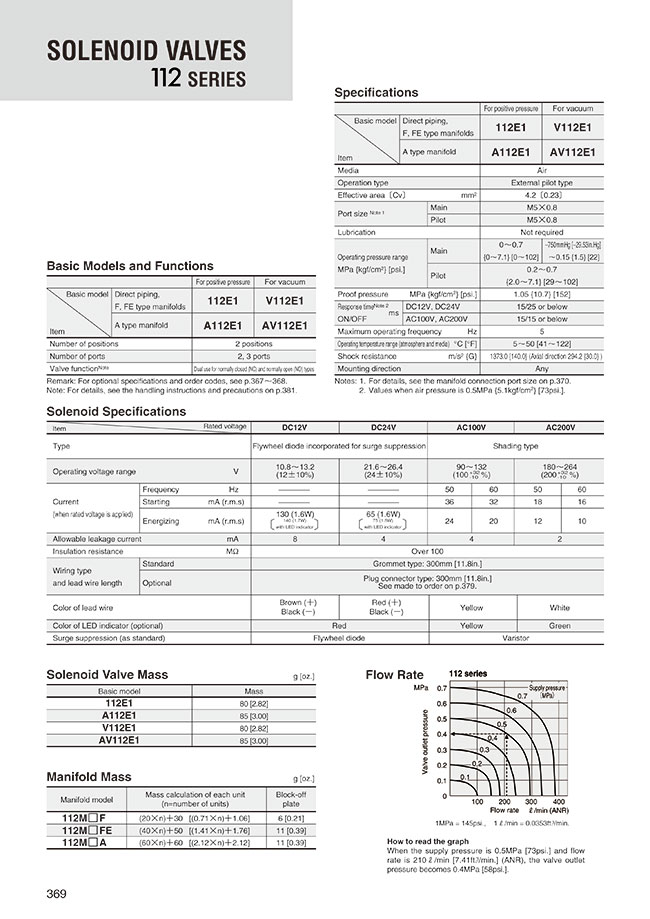 SOLENOID VALVES
112 SERIES
Specifications
For positive pressure For vacuum
Basic model Direct piping, F, FE type manifolds 112E1 V112E1
Item A type manifold A112E1 AV112E1
Media Air
Operation type External pilot type
Effective area〔Cv〕 mm² 4.2〔0.23〕
Port size Note 1 Main M5×0.8
Pilot M5×0.8
Lubrication Not required
Operating pressure range MPa {kgf/cm²} [psi.] Main 0～0.7 {0～7.1} [0～102] −750mmHg [−29.53in.Hg] ～0.15 {1.5} [22]
Pilot 0.2～0.7 {2.0～7.1} [29～102]
Proof pressure MPa {kgf/cm²} [psi.] 1.05 {10.7} [152]
Response time Note 2 ON/OFF ms DC12V, DC24V 15/25 or below
AC100V, AC200V 15/15 or below
Maximum operating frequency Hz 5
Operating temperature range (atmosphere and media) °C [°F] 5～50 [41～122]
Shock resistance m/s² {G} 1373.0 {140.0} (Axial direction 294.2 {30.0})
Mounting direction Any
Notes: 1. For details, see the manifold connection port size on p.370.
2. Values when air pressure is 0.5MPa {5.1kgf/cm²} [73psi.].
Basic Models and Functions
For positive pressure For vacuum
Basic model Direct piping, F, FE type manifolds 112E1 V112E1
Item A type manifold A112E1 AV112E1
Number of positions 2 positions
Number of ports 2, 3 ports
Valve function Note Dual use for normally closed (NC) and normally open (NO) types
Remark: For optional specifications and order codes, see p.367～368.
Note: For details, see the handling instructions and precautions on p.381.
Solenoid Specifications
Item Rated voltage DC12V DC24V AC100V AC200V
Type Flywheel diode incorporated for surge suppression Shading type
Operating voltage range V 10.8～13.2 (12±10%) 21.6～26.4 (24±10%) 90～132 (100 +32 −10 %) 180～264 (200 +32 −10 %)
Current (when rated voltage is applied) Frequency Hz ——— ——— 50 60 50 60
Starting mA (r.m.s) ——— ——— 36 32 18 16
Energizing mA (r.m.s) 130 (1.6W) 140 (1.7W) with LED indicator 65 (1.6W) 75 (1.8W) with LED indicator 24 20 12 10
Allowable leakage current mA 8 4 4 2
Insulation resistance MΩ Over 100
Wiring type and lead wire length Standard Grommet type: 300mm [11.8in.]
Optional Plug connector type: 300mm [11.8in.] See made to order on p.379.
Color of lead wire Brown (+) Black (−) Red (+) Black (−) Yellow White
Color of LED indicator (optional) Red Yellow Green
Surge suppression (as standard) Flywheel diode Varistor
Solenoid Valve Mass g [oz.]
Basic model Mass
112E1 80 [2.82]
A112E1 85 [3.00]
V112E1 80 [2.82]
AV112E1 85 [3.00]
Manifold Mass g [oz.]
Manifold model Mass calculation of each unit (n=number of units) Block-off plate
112M□F (20×n)+30 [(0.71×n)+1.06] 6 [0.21]
112M□FE (40×n)+50 [(1.41×n)+1.76] 11 [0.39]
112M□A (60×n)+60 [(2.12×n)+2.12] 11 [0.39]
Flow Rate
112 series
MPa
Valve outlet pressure
0.7
0.6
0.5
0.4
0.3
0.2
0.1
0
Supply pressure (MPa)
0.7
0.6
0.5
0.4
0.3
0.2
0.1
100 200 300 400
Flow rate ℓ/min (ANR)
1MPa = 145psi., 1 ℓ/min = 0.0353ft³/min.
How to read the graph
When the supply pressure is 0.5MPa [73psi.] and flow
rate is 210 ℓ/min [7.41ft³/min.] (ANR), the valve outlet
pressure becomes 0.4MPa [58psi.].
369